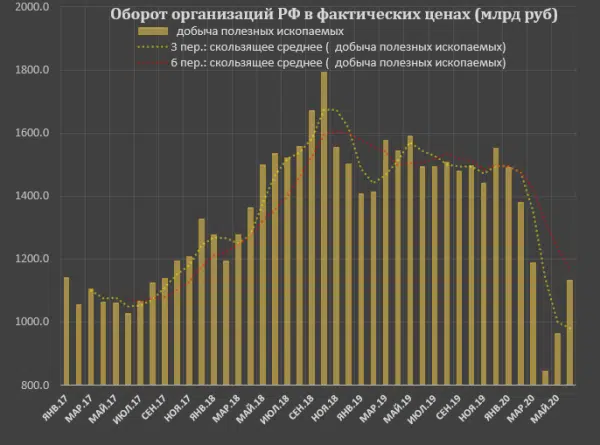 Оборот организаций РФ в фактических ценах (млрд руб)
добыча полезных ископаемых
3 пер.: скользящее среднее ( добыча полезных ископаемых)
6 пер.: скользящее среднее ( добыча полезных ископаемых)
2000.0
1800.0
1600.0
1400.0
1200.0
1000.0
800.0
ЯНВ.17
МАР.17
МАЙ.17
ИЮЛ.17
СЕН.17
НОЯ.17
ЯНВ.18
МАР.18
МАЙ.18
ИЮЛ.18
СЕН.18
НОЯ.18
ЯНВ.19
МАР.19
МАЙ.19
ИЮЛ.19
СЕН.19
НОЯ.19
ЯНВ.20
МАР.20
МАЙ.20